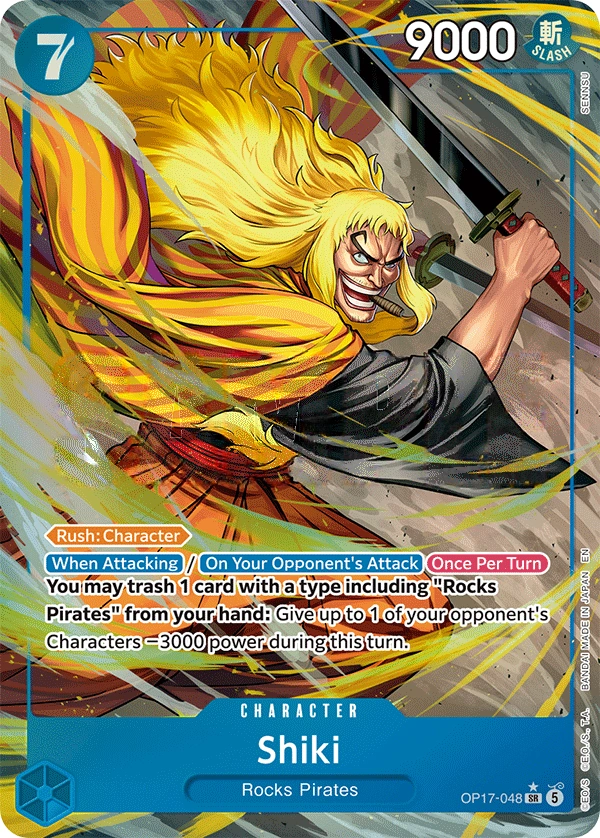 7
9000
斬
SLASH
SENNSU
Rush: Character
When Attacking / On Your Opponent's Attack Once Per Turn
You may trash 1 card with a type including "Rocks
Pirates" from your hand: Give up to 1 of your opponent's
Characters −3000 power during this turn.
CHARACTER
Shiki
Rocks Pirates
OP17-048 SR 5
©E.O/S ©E.O./S., T.A. BANDAI MADE IN JAPAN EN